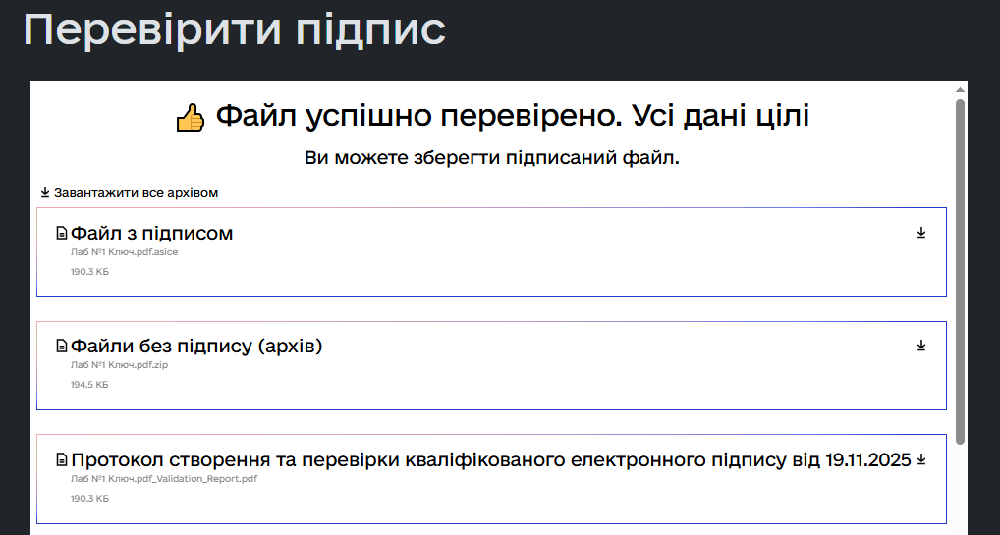 Перевірити підпис
Файл успішно перевірено. Усі дані цілі
Ви можете зберегти підписаний файл.
Завантажити все архівом
Файл з підписом
Лаб №1 Ключ.pdf.asice
190.3 КБ
Файли без підпису (архів)
Лаб №1 Ключ.pdf.zip
194.5 КБ
Протокол створення та перевірки кваліфікованого електронного підпису від 19.11.2025
Лаб №1 Ключ.pdf_Validation_Report.pdf
190.3 КБ